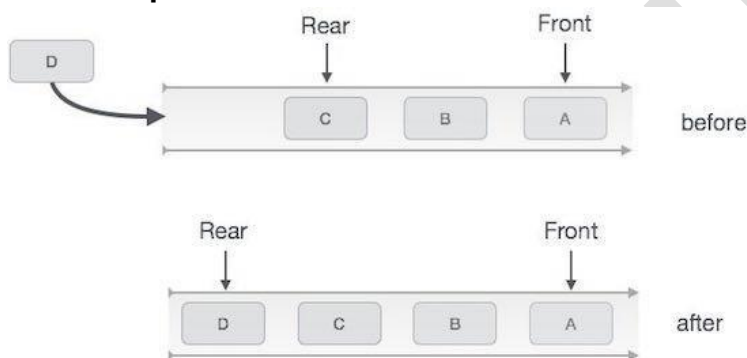 Rear Front
D
C B A
before
Rear Front
D C B A
after